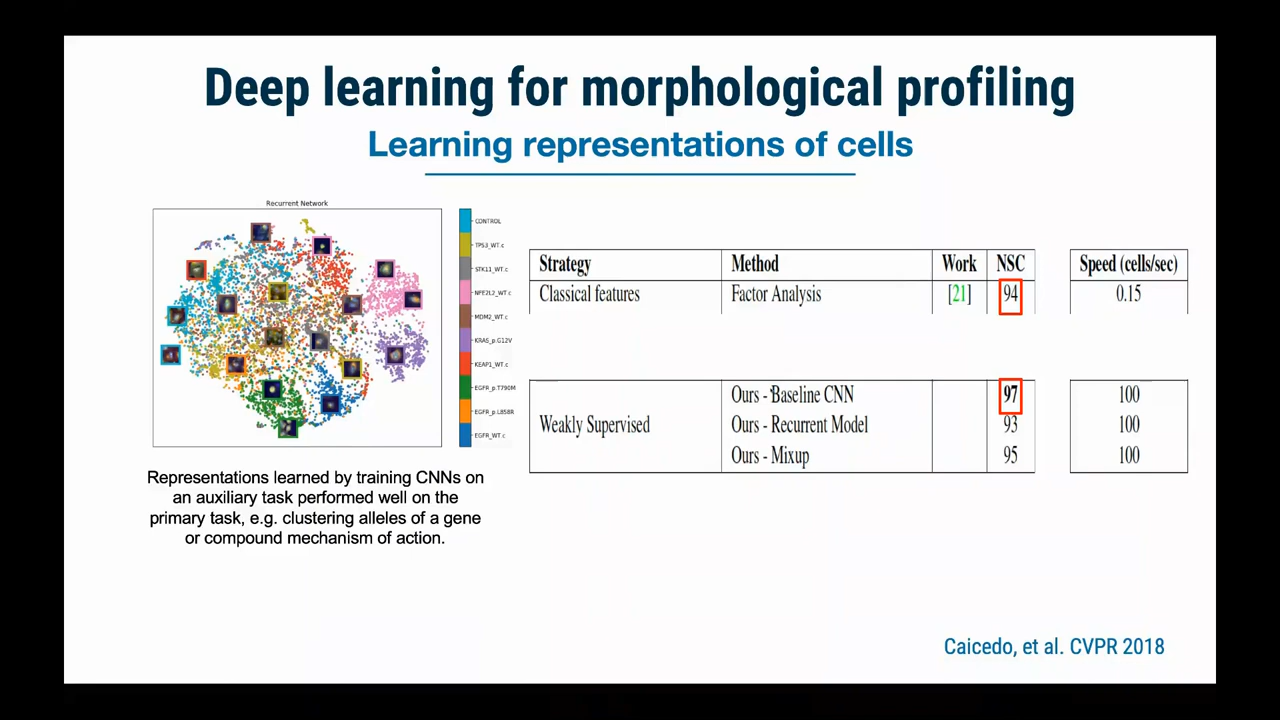 Deep learning for morphological profiling
Learning representations of cells
Recurrent Network
CONTROL
TP53_WT.c
STK11_WT.c
NFE2L2_WT.c
MDM2_WT.c
KRAS_p.G12V
KEAP1_WT.c
EGFR_p.T790M
EGFR_p.L858R
EGFR_WT.c
Representations learned by training CNNs on
an auxiliary task performed well on the
primary task, e.g. clustering alleles of a gene
or compound mechanism of action.
Strategy Method Work NSC Speed (cells/sec)
Classical features Factor Analysis [21] 94 0.15
Ours - Baseline CNN 97 100
Weakly Supervised Ours - Recurrent Model 93 100
Ours - Mixup 95 100
Caicedo, et al. CVPR 2018